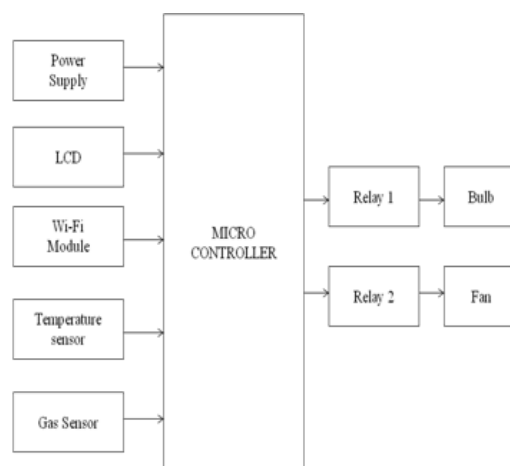 Power
Supply
LCD
Wi-Fi
Module
Temperature
sensor
Gas Sensor
MICRO
CONTROLLER
Relay 1
Bulb
Relay 2
Fan